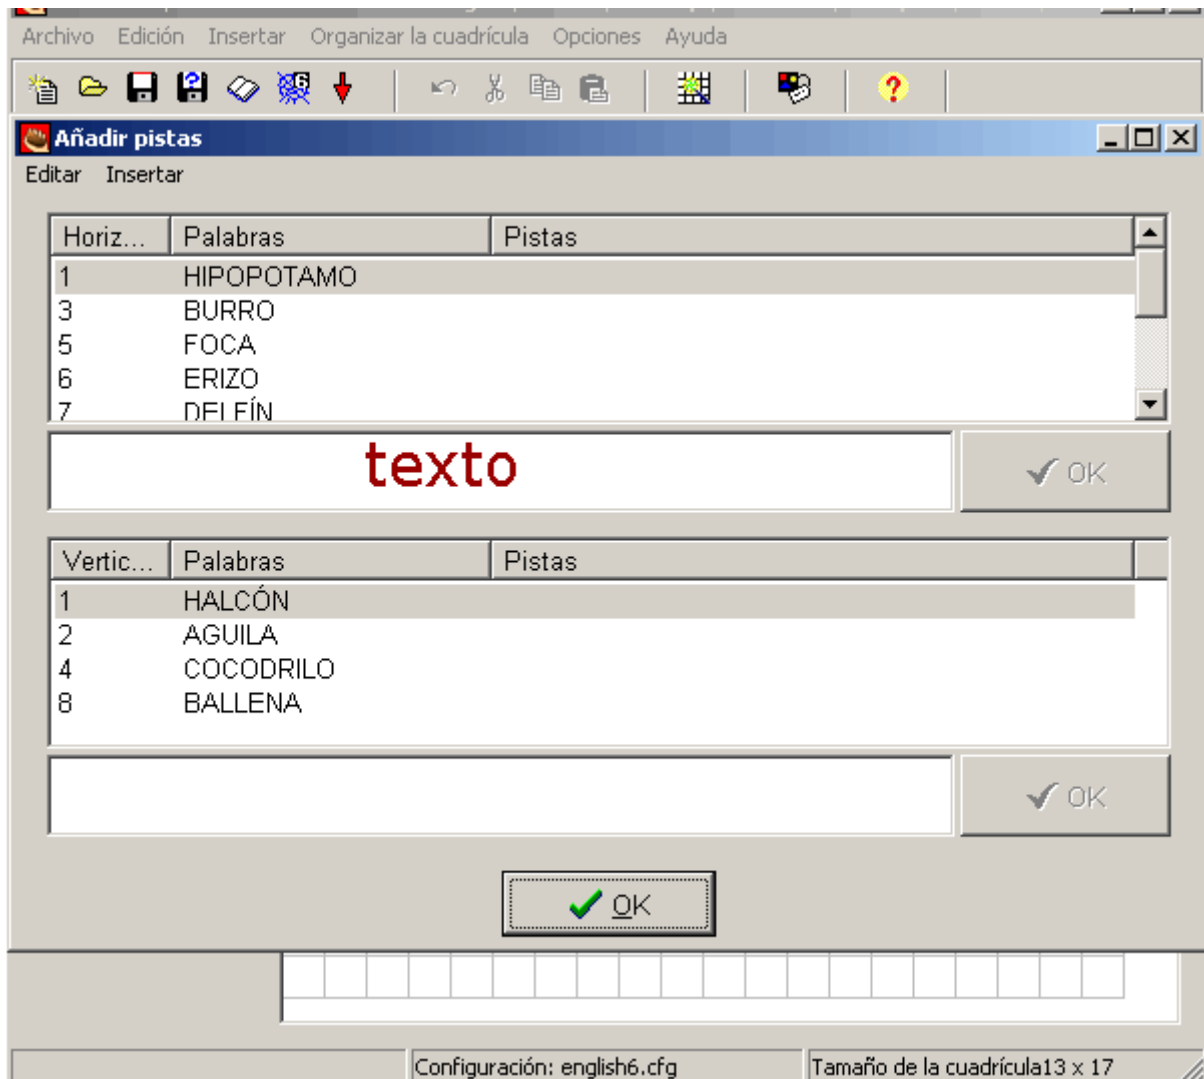 Archivo Edición Insertar Organizar la cuadrícula Opciones Ayuda
Añadir pistas
Editar Insertar
Horiz... Palabras Pistas
1 HIPOPOTAMO
3 BURRO
5 FOCA
6 ERIZO
7 DELFÍN
texto
OK
Vertic... Palabras Pistas
1 HALCÓN
2 AGUILA
4 COCODRILO
8 BALLENA
OK
OK
Configuración: english6.cfg Tamaño de la cuadrícula13 x 17